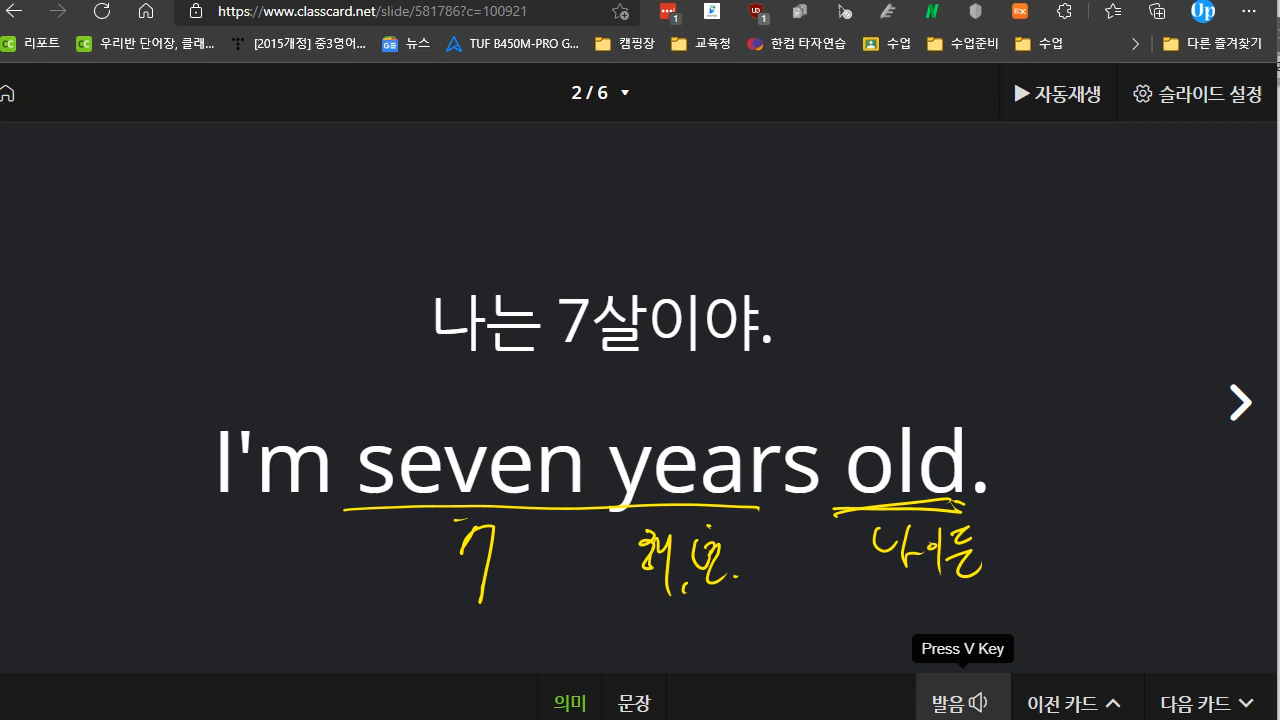 https://www.classcard.net/slide/581786?c=100921
리포트 우리반 단어장, 클래... [2015개정] 중3영어... 뉴스 TUF B450M-PRO G... 캠핑장 교육청 한컴 타자연습 수업 수업준비 수업 다른 즐겨찾기
2 / 6 자동재생 슬라이드 설정
나는 7살이야.
I'm seven years old.
7 해, 년. 나이든
Press V Key
의미 문장 발음 이전 카드 다음 카드